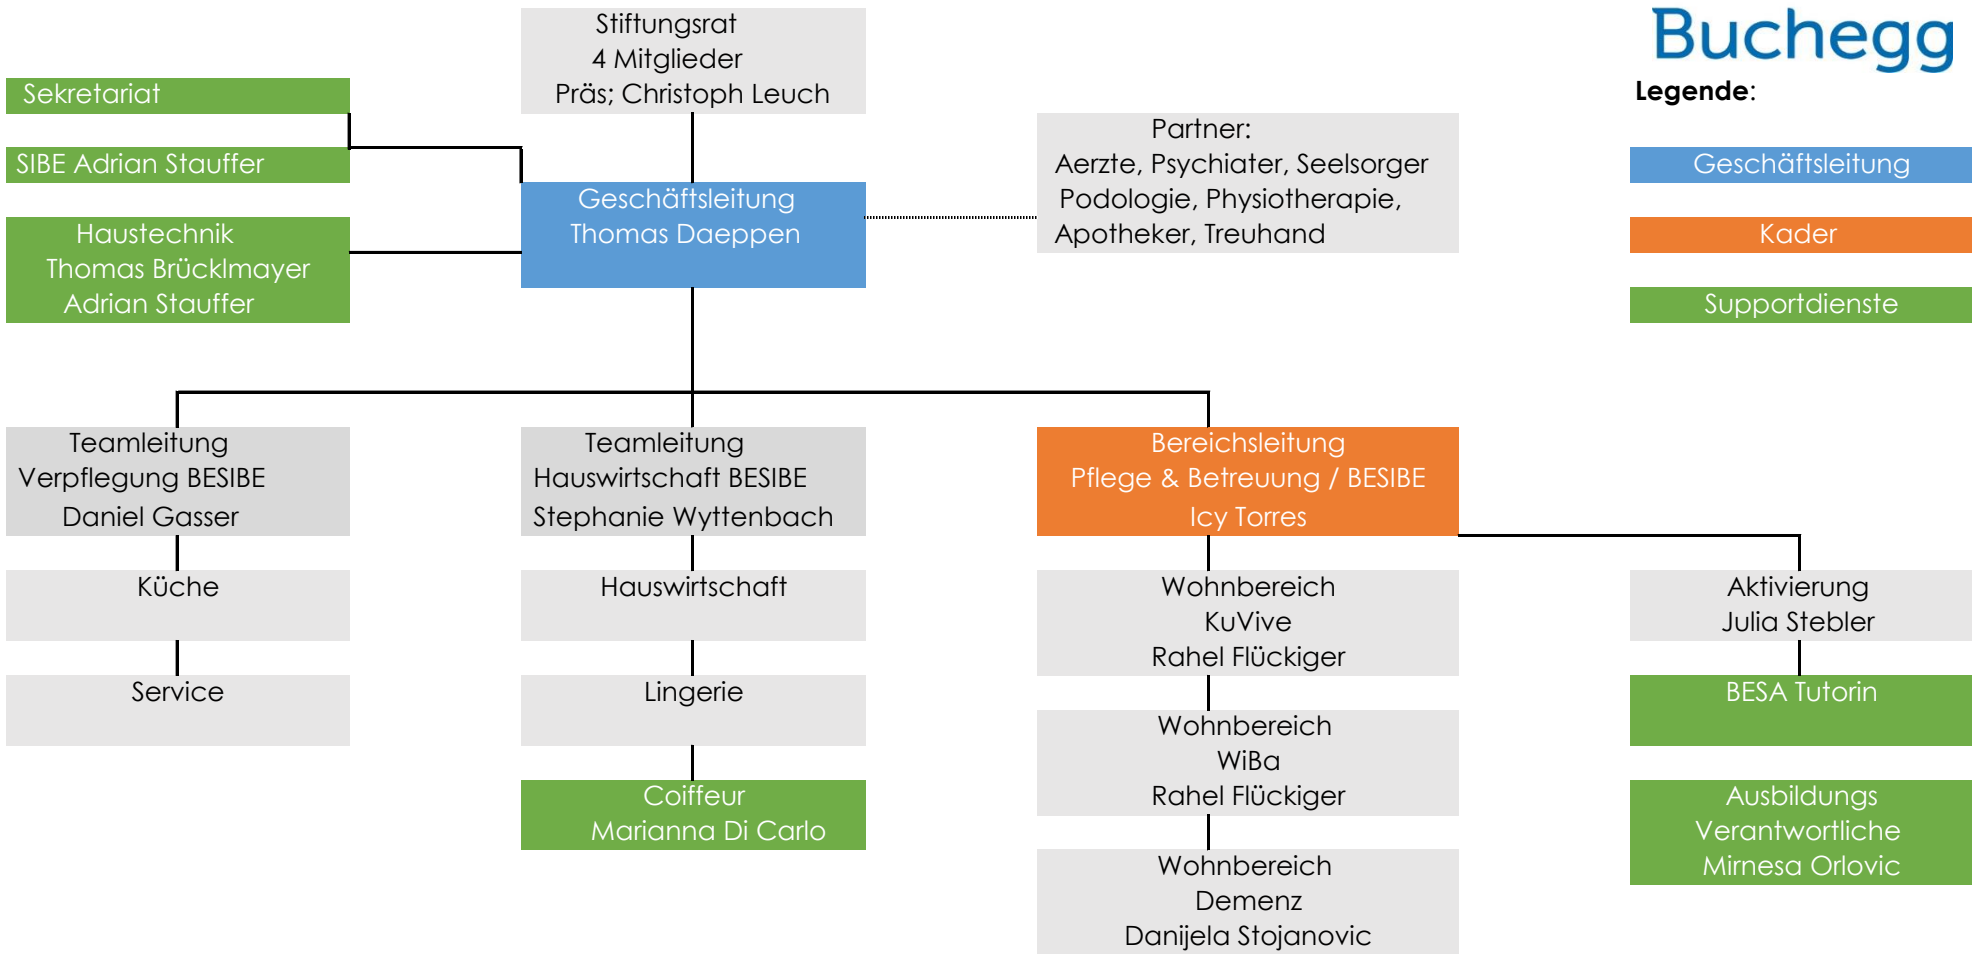 Stiftungsrat
4 Mitglieder
Präs; Christoph Leuch
Buchegg
Legende:
Sekretariat
SIBE Adrian Stauffer
Haustechnik
Thomas Brücklmayer
Adrian Stauffer
Geschäftsleitung
Thomas Daeppen
Partner:
Aerzte, Psychiater, Seelsorger
Podologie, Physiotherapie,
Apotheker, Treuhand
Geschäftsleitung
Kader
Supportdienste
Teamleitung
Verpflegung BESIBE
Daniel Gasser
Küche
Service
Teamleitung
Hauswirtschaft BESIBE
Stephanie Wyttenbach
Hauswirtschaft
Lingerie
Coiffeur
Marianna Di Carlo
Bereichsleitung
Pflege & Betreuung / BESIBE
Icy Torres
Wohnbereich
KuVive
Rahel Flückiger
Wohnbereich
WiBa
Rahel Flückiger
Wohnbereich
Demenz
Danijela Stojanovic
Aktivierung
Julia Stebler
BESA Tutorin
Ausbildungs
Verantwortliche
Mirnesa Orlovic